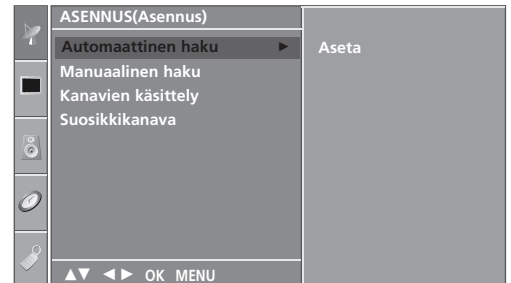 ASENNUS(Asennus)
Automaattinen haku ► Aseta
Manuaalinen haku
Kanavien käsittely
Suosikkikanava
▲▼ ◄► OK MENU